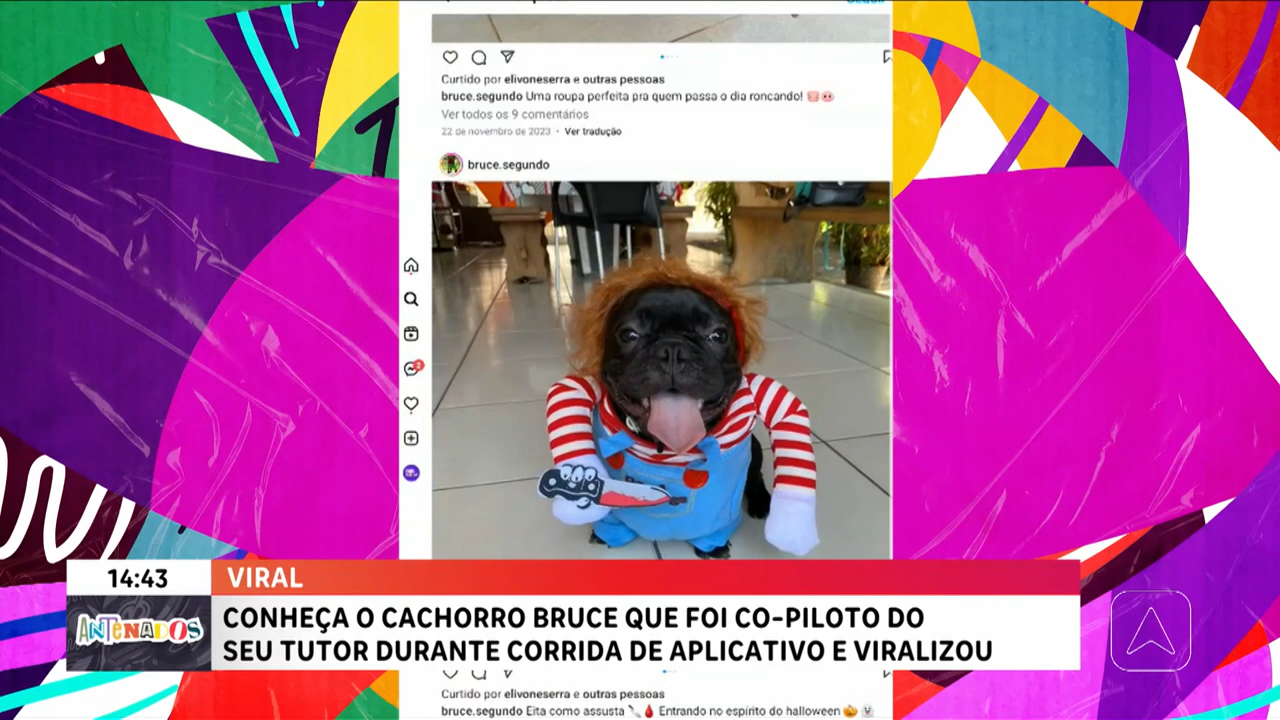 Curtido por elivoneserra e outras pessoas
bruce.segundo Uma roupa perfeita pra quem passa o dia roncando! 🐷🐽
Ver todos os 9 comentários
22 de novembro de 2023 • Ver tradução
bruce.segundo
14:43
VIRAL
ANTENADOS
CONHEÇA O CACHORRO BRUCE QUE FOI CO-PILOTO DO
SEU TUTOR DURANTE CORRIDA DE APLICATIVO E VIRALIZOU
Curtido por elivoneserra e outras pessoas
bruce.segundo Eita como assusta 🔪🩸 Entrando no espírito do halloween 🎃👻